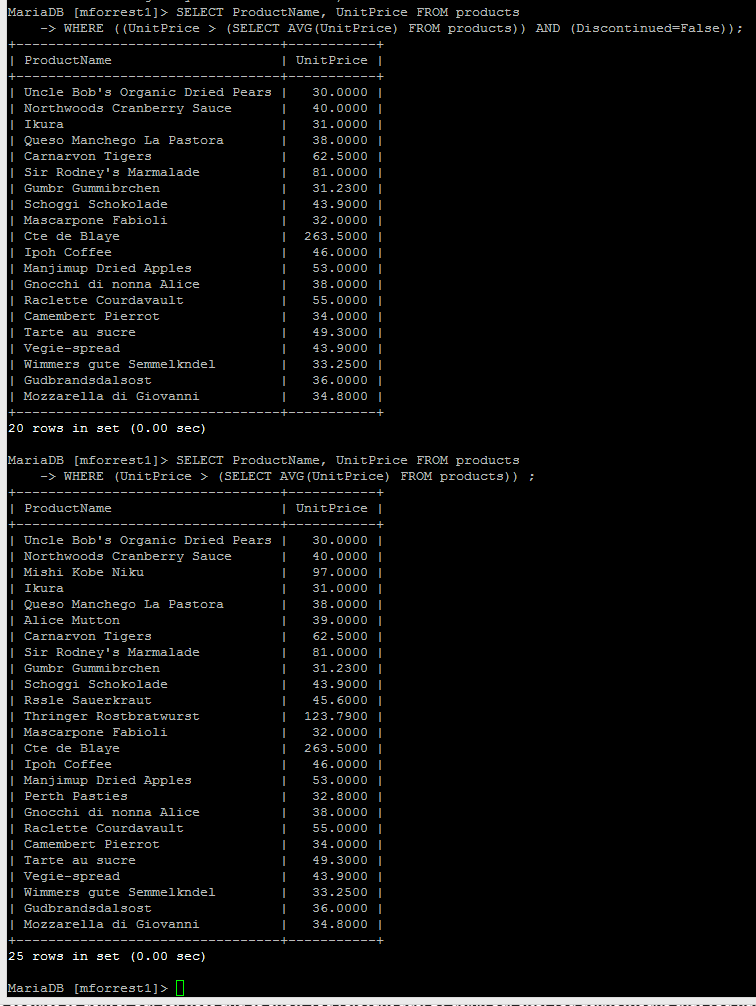 MariaDB [mforrest1]> SELECT ProductName, UnitPrice FROM products
    -> WHERE ((UnitPrice > (SELECT AVG(UnitPrice) FROM products)) AND (Discontinued=False));
+---------------------------------+-----------+
| ProductName                     | UnitPrice |
+---------------------------------+-----------+
| Uncle Bob's Organic Dried Pears |   30.0000 |
| Northwoods Cranberry Sauce      |   40.0000 |
| Ikura                           |   31.0000 |
| Queso Manchego La Pastora       |   38.0000 |
| Carnarvon Tigers                |   62.5000 |
| Sir Rodney's Marmalade          |   81.0000 |
| Gumbr Gummibrchen               |   31.2300 |
| Schoggi Schokolade              |   43.9000 |
| Mascarpone Fabioli              |   32.0000 |
| Cte de Blaye                    |  263.5000 |
| Ipoh Coffee                     |   46.0000 |
| Manjimup Dried Apples           |   53.0000 |
| Gnocchi di nonna Alice          |   38.0000 |
| Raclette Courdavault            |   55.0000 |
| Camembert Pierrot               |   34.0000 |
| Tarte au sucre                  |   49.3000 |
| Vegie-spread                    |   43.9000 |
| Wimmers gute Semmelkndel        |   33.2500 |
| Gudbrandsdalsost                |   36.0000 |
| Mozzarella di Giovanni          |   34.8000 |
+---------------------------------+-----------+
20 rows in set (0.00 sec)

MariaDB [mforrest1]> SELECT ProductName, UnitPrice FROM products
    -> WHERE (UnitPrice > (SELECT AVG(UnitPrice) FROM products)) ;
+---------------------------------+-----------+
| ProductName                     | UnitPrice |
+---------------------------------+-----------+
| Uncle Bob's Organic Dried Pears |   30.0000 |
| Northwoods Cranberry Sauce      |   40.0000 |
| Mishi Kobe Niku                 |   97.0000 |
| Ikura                           |   31.0000 |
| Queso Manchego La Pastora       |   38.0000 |
| Alice Mutton                    |   39.0000 |
| Carnarvon Tigers                |   62.5000 |
| Sir Rodney's Marmalade          |   81.0000 |
| Gumbr Gummibrchen               |   31.2300 |
| Schoggi Schokolade              |   43.9000 |
| Rssle Sauerkraut                |   45.6000 |
| Thringer Rostbratwurst          |  123.7900 |
| Mascarpone Fabioli              |   32.0000 |
| Cte de Blaye                    |  263.5000 |
| Ipoh Coffee                     |   46.0000 |
| Manjimup Dried Apples           |   53.0000 |
| Perth Pasties                   |   32.8000 |
| Gnocchi di nonna Alice          |   38.0000 |
| Raclette Courdavault            |   55.0000 |
| Camembert Pierrot               |   34.0000 |
| Tarte au sucre                  |   49.3000 |
| Vegie-spread                    |   43.9000 |
| Wimmers gute Semmelkndel        |   33.2500 |
| Gudbrandsdalsost                |   36.0000 |
| Mozzarella di Giovanni          |   34.8000 |
+---------------------------------+-----------+
25 rows in set (0.00 sec)

MariaDB [mforrest1]>